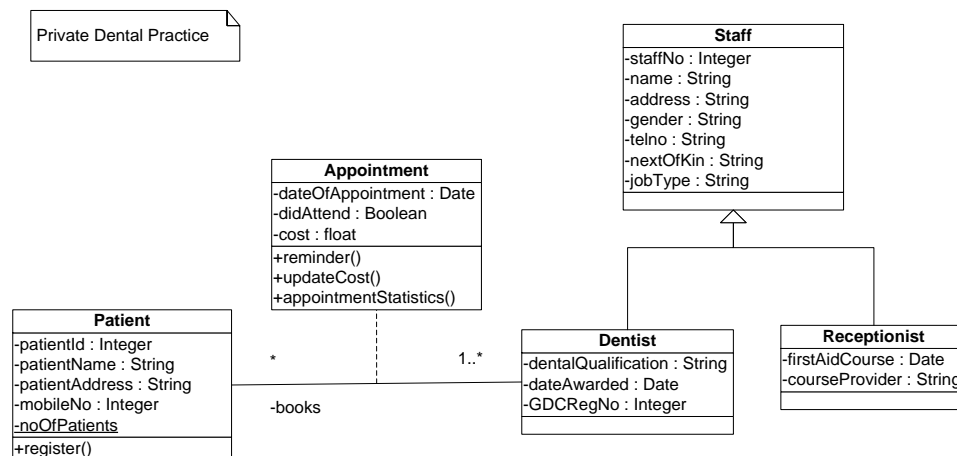 Private Dental Practice
Staff
-staffNo : Integer
-name : String
-address : String
-gender : String
-telno : String
-nextOfKin : String
-jobType : String
Appointment
-dateOfAppointment : Date
-didAttend : Boolean
-cost : float
+reminder()
+updateCost()
+appointmentStatistics()
Patient
-patientId : Integer
-patientName : String
-patientAddress : String
-mobileNo : Integer
-noOfPatients
+register()
*
1..*
-books
Dentist
-dentalQualification : String
-dateAwarded : Date
-GDCRegNo : Integer
Receptionist
-firstAidCourse : Date
-courseProvider : String